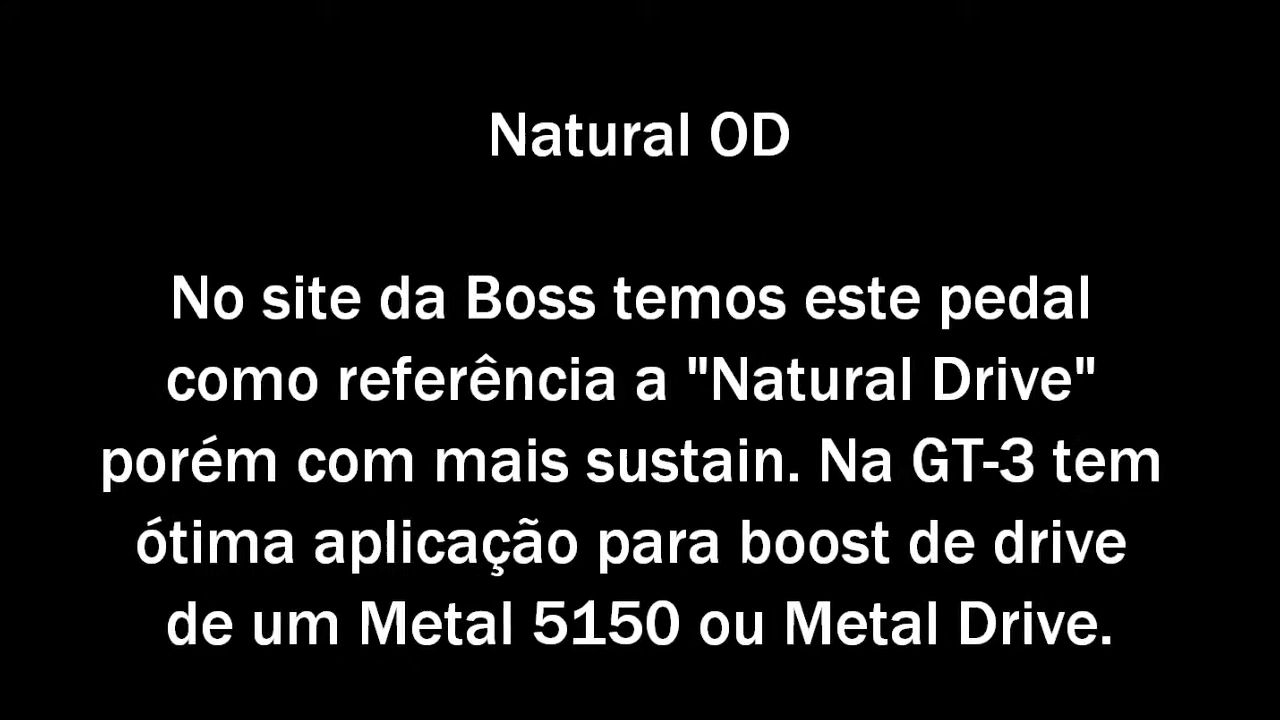 Natural OD
No site da Boss temos este pedal
como referência a "Natural Drive"
porém com mais sustain. Na GT-3 tem
ótima aplicação para boost de drive
de um Metal 5150 ou Metal Drive.